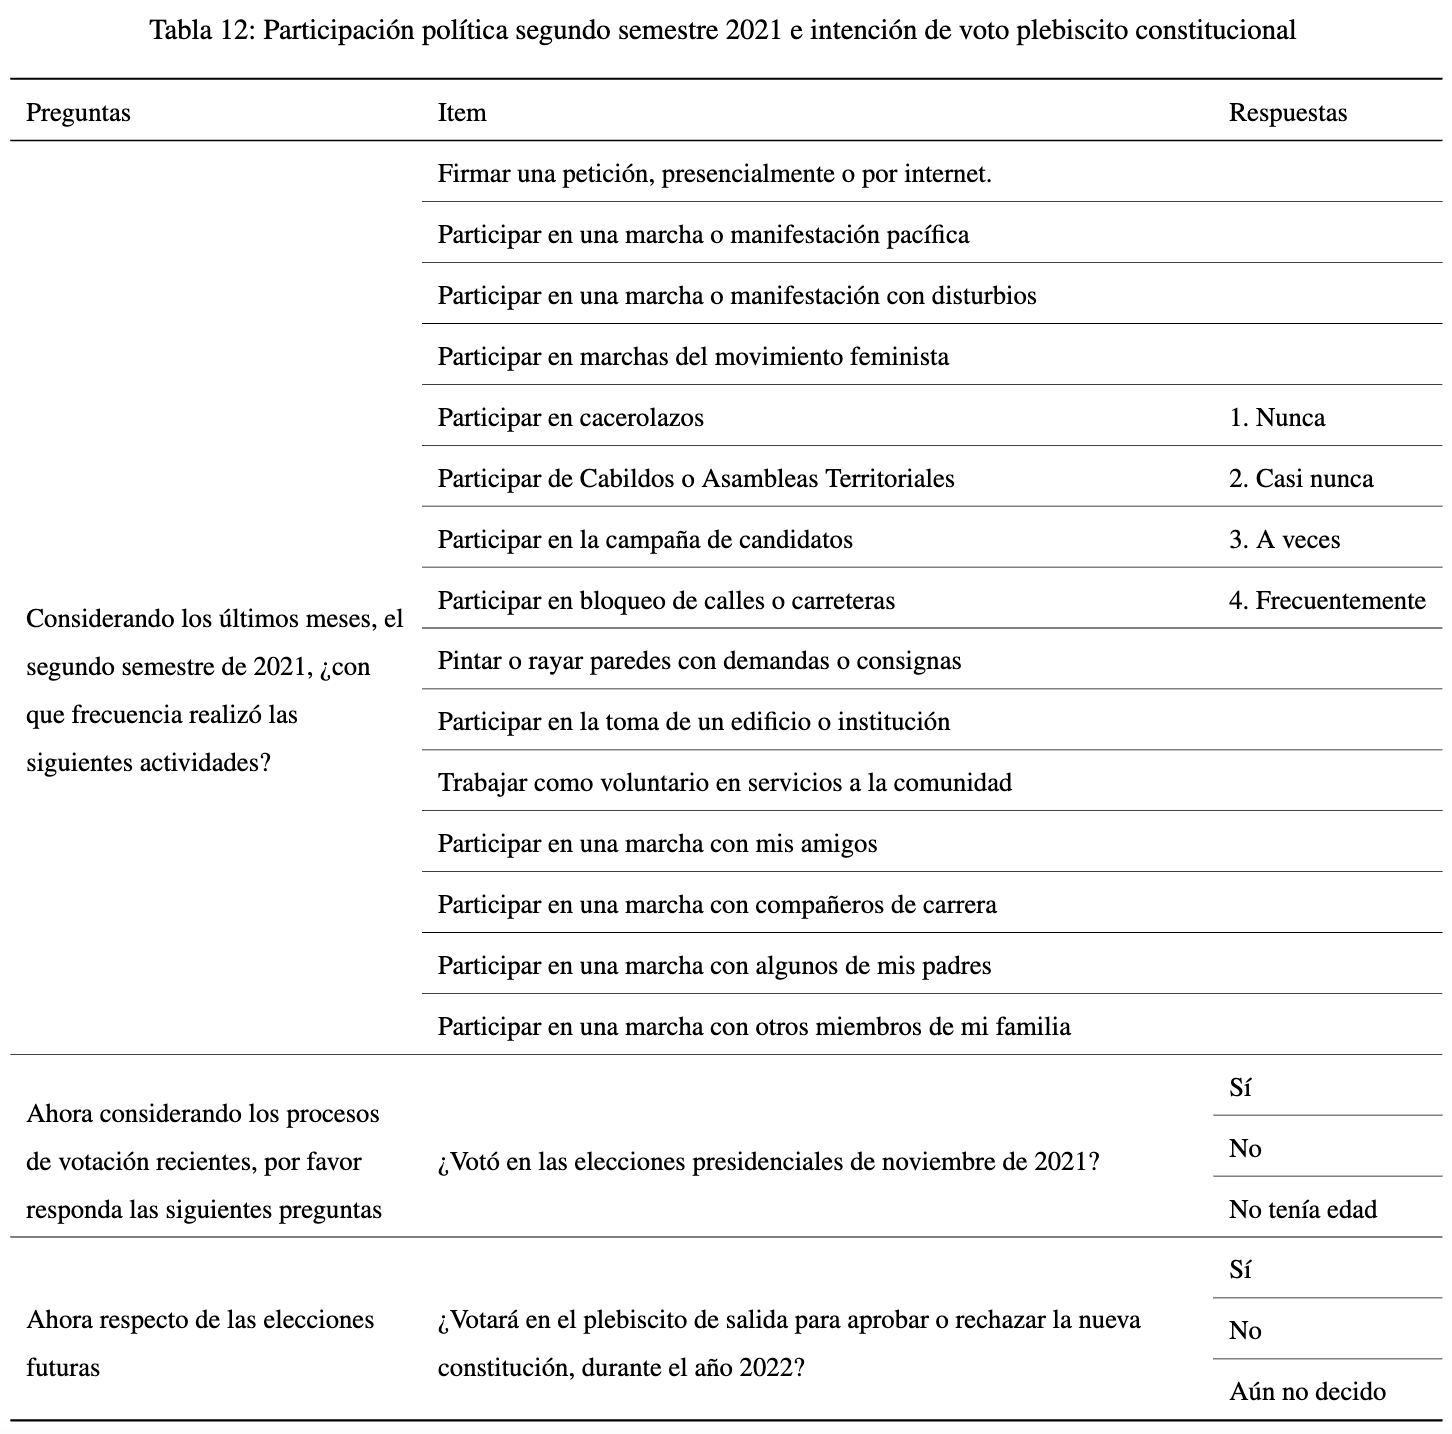 Tabla 12: Participación política segundo semestre 2021 e intención de voto plebiscito constitucional
Preguntas Item Respuestas
Considerando los últimos meses, el
segundo semestre de 2021, ¿con
que frecuencia realizó las
siguientes actividades?
Firmar una petición, presencialmente o por internet.
Participar en una marcha o manifestación pacífica
Participar en una marcha o manifestación con disturbios
Participar en marchas del movimiento feminista
Participar en cacerolazos
Participar de Cabildos o Asambleas Territoriales
Participar en la campaña de candidatos
Participar en bloqueo de calles o carreteras
Pintar o rayar paredes con demandas o consignas
Participar en la toma de un edificio o institución
Trabajar como voluntario en servicios a la comunidad
Participar en una marcha con mis amigos
Participar en una marcha con compañeros de carrera
Participar en una marcha con algunos de mis padres
Participar en una marcha con otros miembros de mi familia
1. Nunca
2. Casi nunca
3. A veces
4. Frecuentemente
Ahora considerando los procesos
de votación recientes, por favor
responda las siguientes preguntas
¿Votó en las elecciones presidenciales de noviembre de 2021?
Sí
No
No tenía edad
Ahora respecto de las elecciones
futuras
¿Votará en el plebiscito de salida para aprobar o rechazar la nueva
constitución, durante el año 2022?
Sí
No
Aún no decido